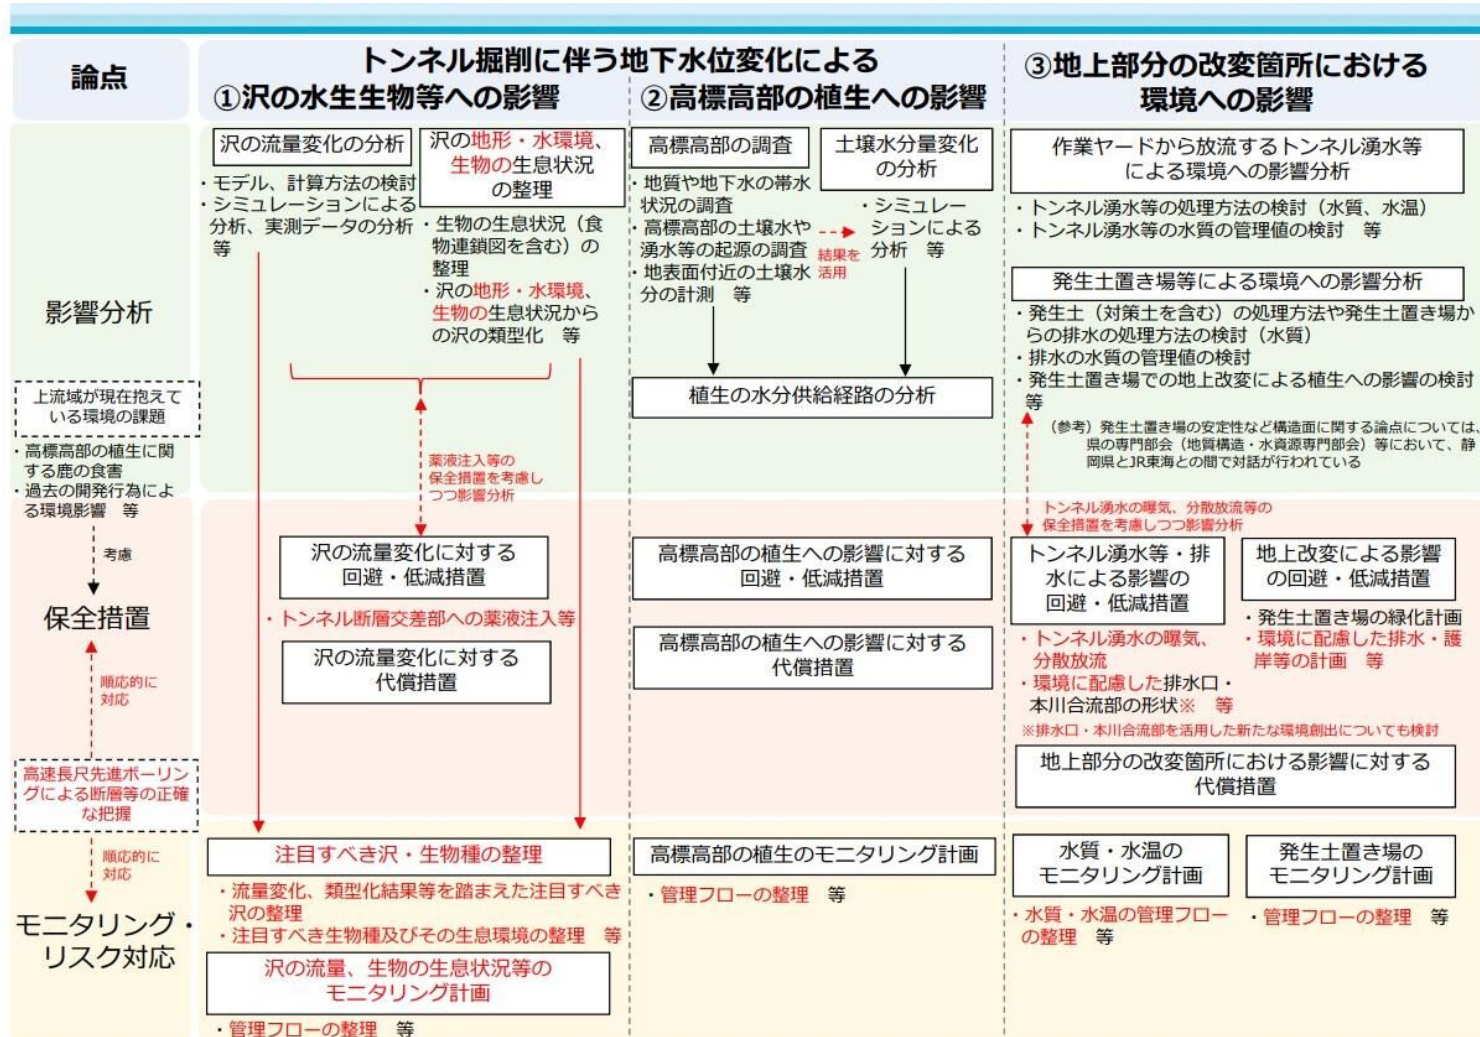 論点
トンネル掘削に伴う地下水位変化による
①沢の水生生物等への影響
②高標高部の植生への影響
③地上部分の改変箇所における
環境への影響
影響分析
沢の流量変化の分析
・モデル、計算方法の検討
・シミュレーションによる
分析、実測データの分析
等
沢の地形・水環境、
生物の生息状況
の整理
・生物の生息状況（食
物連鎖図を含む）の
整理
・沢の地形・水環境、
生物の生息状況から
の沢の類型化　等
高標高部の調査
・地質や地下水の帯水
状況の調査
・高標高部の土壌水や
湧水等の起源の調査
・地表面付近の土壌水
分の計測　等
結果を
活用
土壌水分量変化
の分析
・シミュレー
ションによる
分析　等
植生の水分供給経路の分析
作業ヤードから放流するトンネル湧水等
による環境への影響分析
・トンネル湧水等の処理方法の検討（水質、水温）
・トンネル湧水等の水質の管理値の検討　等
発生土置き場等による環境への影響分析
・発生土（対策土を含む）の処理方法や発生土置き場か
らの排水の処理方法の検討（水質）
・排水の水質の管理値の検討
・発生土置き場での地上改変による植生への影響の検討
等
（参考）発生土置き場の安定性など構造面に関する論点については、
県の専門部会（地質構造・水資源専門部会）等において、静
岡県とJR東海との間で対話が行われている
上流域が現在抱えて
いる環境の課題
・高標高部の植生に関
する鹿の食害
・過去の開発行為によ
る環境影響　等
考慮
薬液注入等の
保全措置を考慮し
つつ影響分析
トンネル湧水の曝気、分散放流等の
保全措置を考慮しつつ影響分析
保全措置
沢の流量変化に対する
回避・低減措置
・トンネル断層交差部への薬液注入等
沢の流量変化に対する
代償措置
高標高部の植生への影響に対する
回避・低減措置
高標高部の植生への影響に対する
代償措置
トンネル湧水等・排
水による影響の
回避・低減措置
・トンネル湧水の曝気、
分散放流
・環境に配慮した排水口・
本川合流部の形状※　等
地上改変による影響
の回避・低減措置
・発生土置き場の緑化計画
・環境に配慮した排水・護
岸等の計画　等
※排水口・本川合流部を活用した新たな環境創出についても検討
地上部分の改変箇所における影響に対する
代償措置
順応的に
対応
高速長尺先進ボーリン
グによる断層等の正確
な把握
順応的に
対応
モニタリング・
リスク対応
注目すべき沢・生物種の整理
・流量変化、類型化結果等を踏まえた注目すべき
沢の整理
・注目すべき生物種及びその生息環境の整理　等
沢の流量、生物の生息状況等の
モニタリング計画
・管理フローの整理　等
高標高部の植生のモニタリング計画
・管理フローの整理　等
水質・水温の
モニタリング計画
・水質・水温の管理フロー
の整理　等
発生土置き場の
モニタリング計画
・管理フローの整理　等